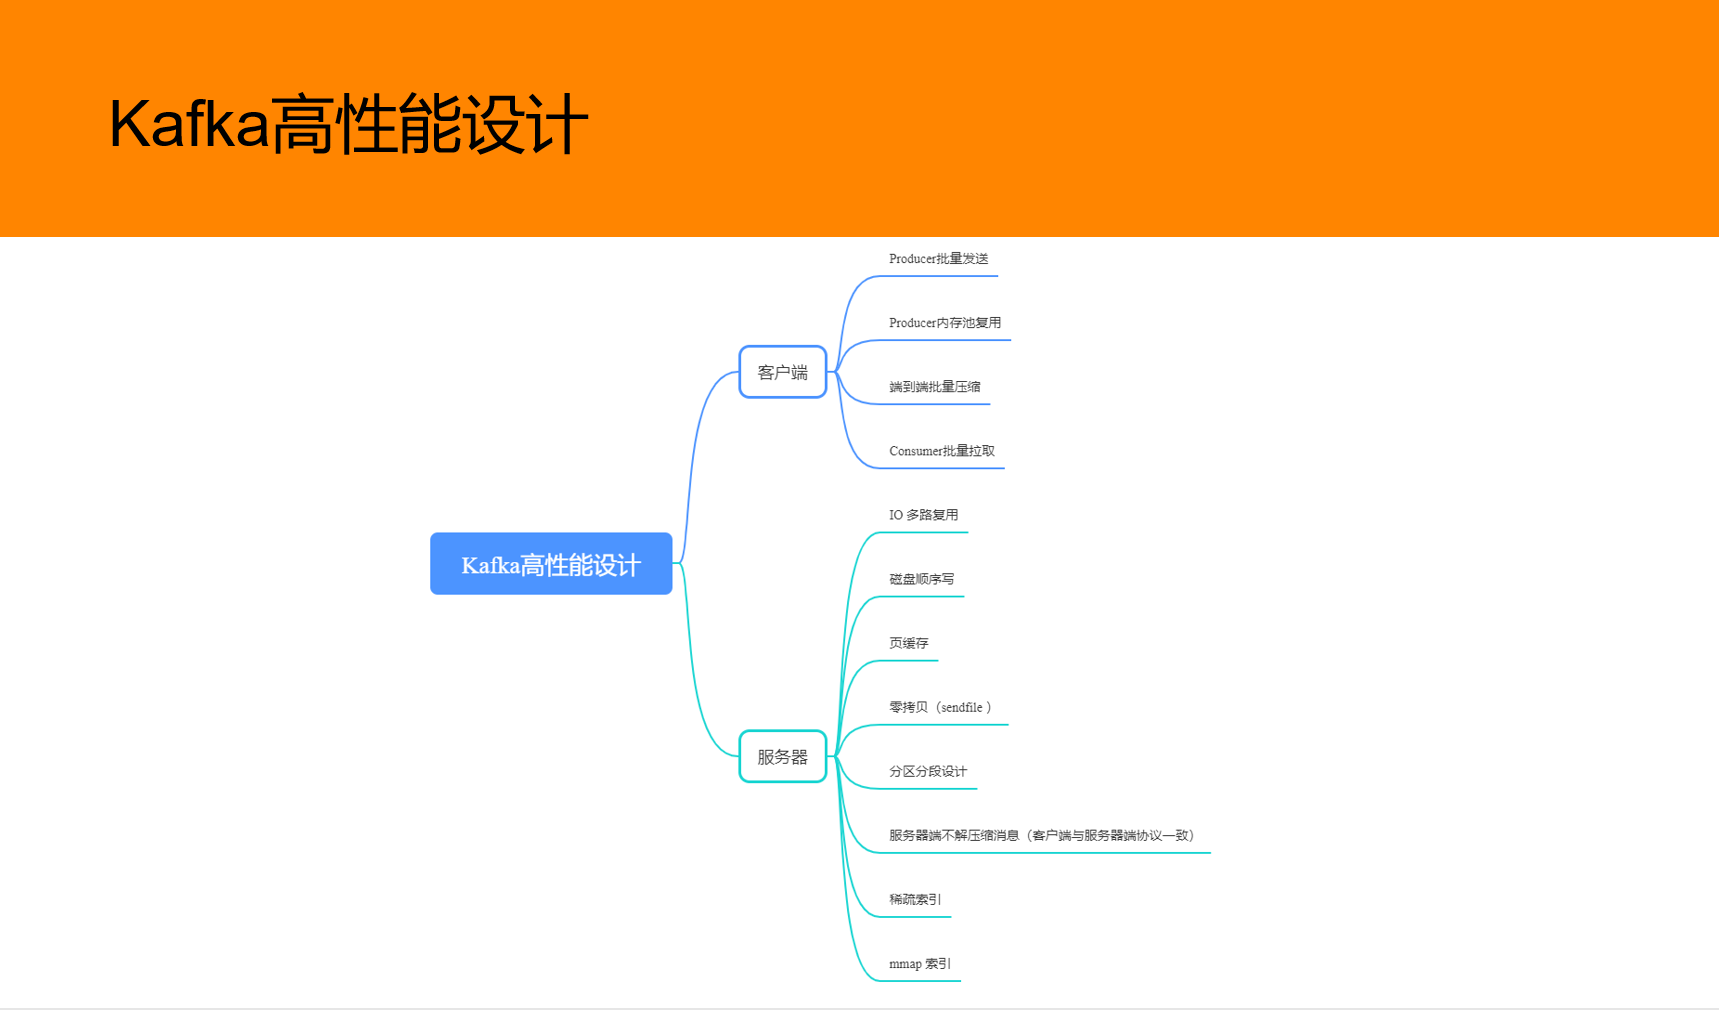 Kafka高性能设计
Producer批量发送
Producer内存池复用
客户端
端到端批量压缩
Consumer批量拉取
IO 多路复用
Kafka高性能设计
磁盘顺序写
页缓存
零拷贝（sendfile ）
服务器
分区分段设计
服务器端不解压缩消息（客户端与服务器端协议一致）
稀疏索引
mmap 索引